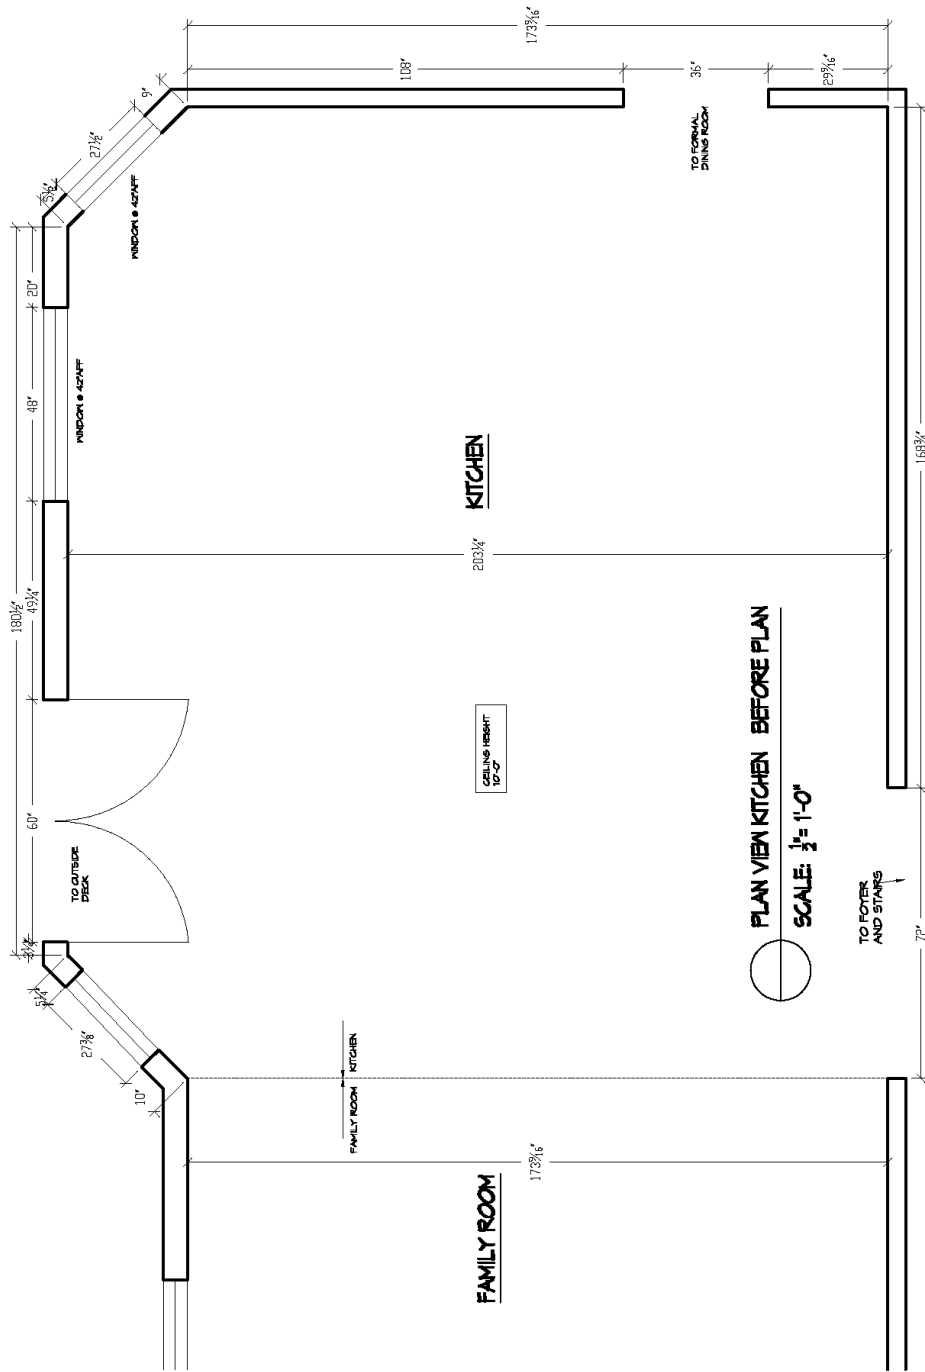 173 9/16"
108"
36"
29 9/16"
9"
27 1/2"
5 1/4"
WINDOW @ 42"AFF
TO FORMAL
DINING ROOM
20"
48"
49 1/4"
180 1/2"
60"
3 1/4"
WINDOW @ 42"AFF
KITCHEN
203 1/4"
168 3/4"
CEILING HEIGHT
10'-0"
PLAN VIEW KITCHEN BEFORE PLAN
SCALE: 1/2"= 1'-0"
TO OUTSIDE
DECK
TO FOYER
AND STAIRS
72"
5 1/4"
27 3/8"
10"
FAMILY ROOM
KITCHEN
173 9/16"
FAMILY ROOM